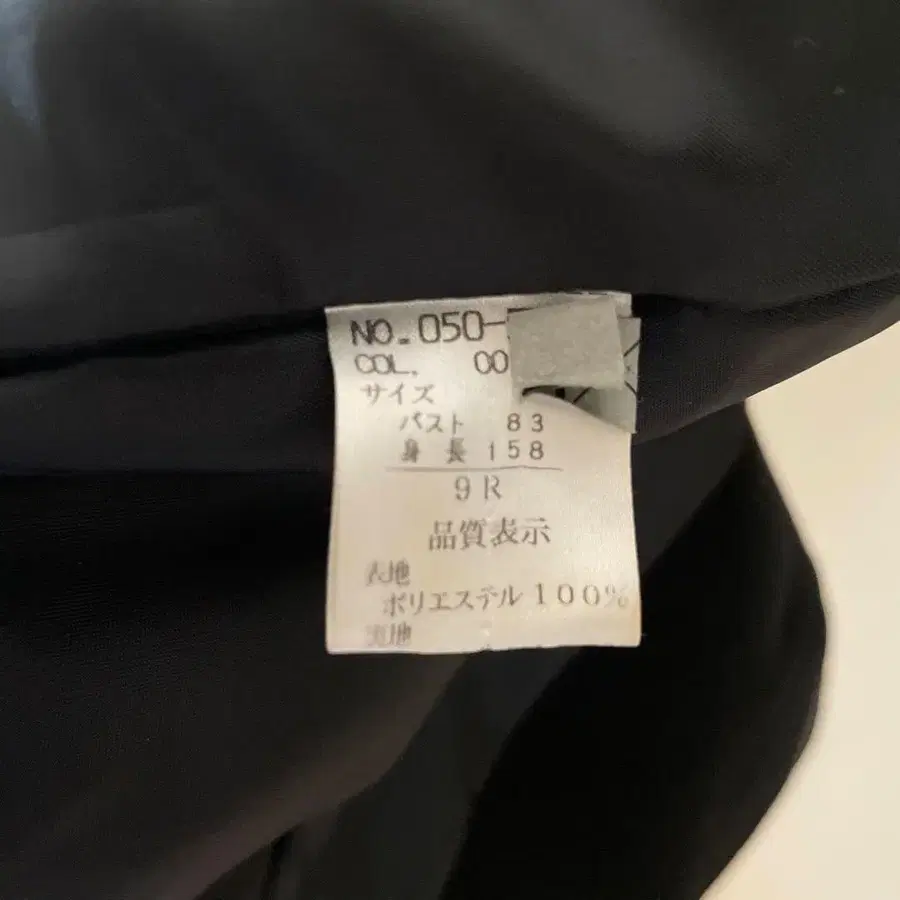 NO.050-
COL. 00
サイズ
バスト 83
身長 158
9R
品質表示
表地
ポリエステル 100%
裏地